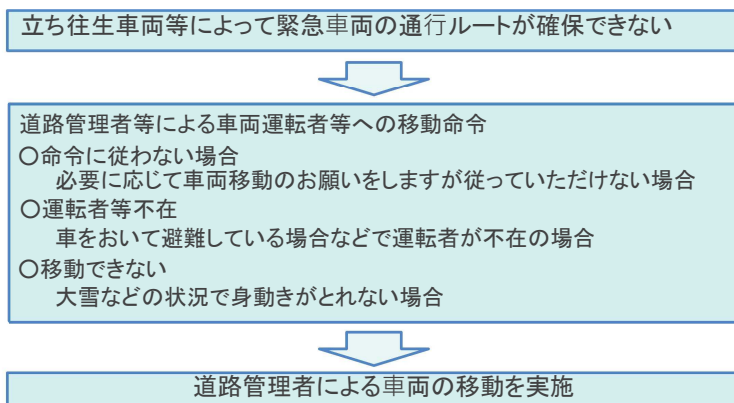 立ち往生車両等によって緊急車両の通行ルートが確保できない
道路管理者等による車両運転者等への移動命令
〇命令に従わない場合
必要に応じて車両移動のお願いをしますが従っていただけない場合
〇運転者等不在
車をおいて避難している場合などで運転者が不在の場合
〇移動できない
大雪などの状況で身動きがとれない場合
道路管理者による車両の移動を実施